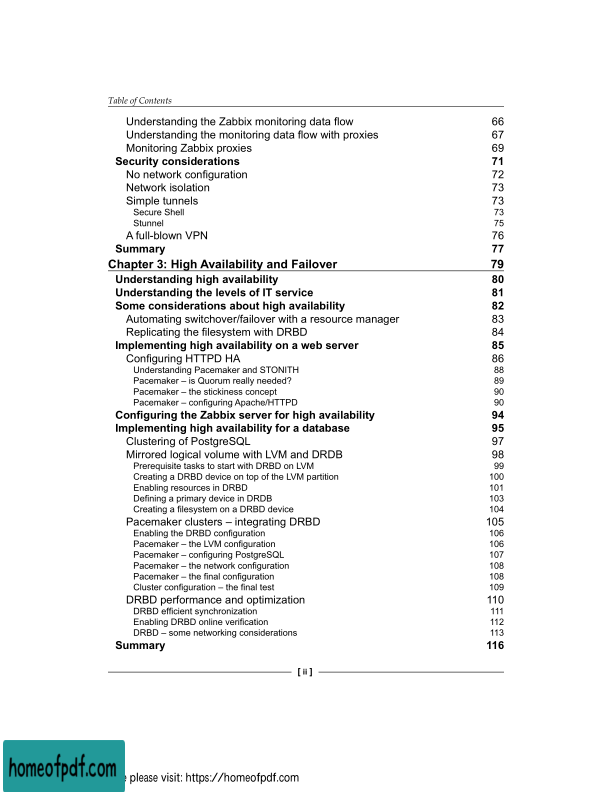 Table of Contents
Understanding the Zabbix monitoring data flow 66
Understanding the monitoring data flow with proxies 67
Monitoring Zabbix proxies 69
Security considerations 71
No network configuration 72
Network isolation 73
Simple tunnels 73
Secure Shell 73
Stunnel 75
A full-blown VPN 76
Summary 77
Chapter 3: High Availability and Failover 79
Understanding high availability 80
Understanding the levels of IT service 81
Some considerations about high availability 82
Automating switchover/failover with a resource manager 83
Replicating the filesystem with DRBD 84
Implementing high availability on a web server 85
Configuring HTTPD HA 86
Understanding Pacemaker and STONITH 88
Pacemaker – is Quorum really needed? 89
Pacemaker – the stickiness concept 90
Pacemaker – configuring Apache/HTTPD 90
Configuring the Zabbix server for high availability 94
Implementing high availability for a database 95
Clustering of PostgreSQL 97
Mirrored logical volume with LVM and DRDB 98
Prerequisite tasks to start with DRBD on LVM 99
Creating a DRBD device on top of the LVM partition 100
Enabling resources in DRBD 101
Defining a primary device in DRDB 103
Creating a filesystem on a DRBD device 104
Pacemaker clusters – integrating DRBD 105
Enabling the DRBD configuration 106
Pacemaker – the LVM configuration 106
Pacemaker – configuring PostgreSQL 107
Pacemaker – the network configuration 108
Pacemaker – the final configuration 108
Cluster configuration – the final test 109
DRBD performance and optimization 110
DRBD efficient synchronization 111
Enabling DRBD online verification 112
DRBD – some networking considerations 113
Summary 116
[ ii ]
homeofpdf.com
please visit: https://homeofpdf.com